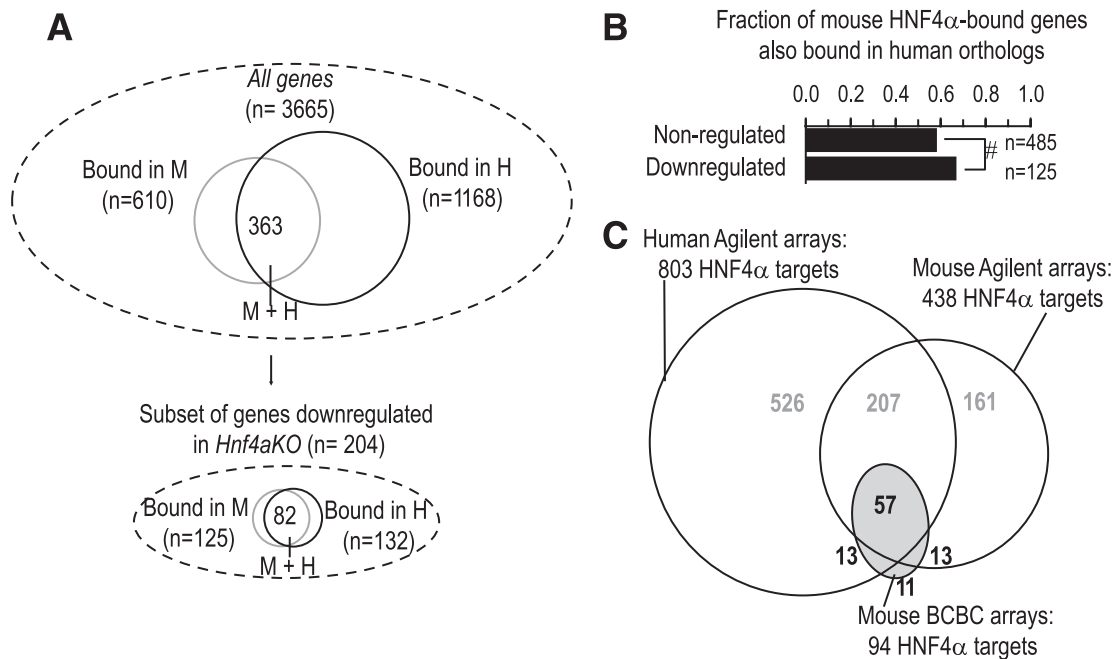 A
All genes
(n= 3665)
Bound in M
(n=610)
Bound in H
(n=1168)
363
M + H
Subset of genes downregulated
in Hnf4aKO (n= 204)
Bound in M
(n=125)
82
Bound in H
(n=132)
M + H
B
Fraction of mouse HNF4α-bound genes
also bound in human orthologs
0.0 0.2 0.4 0.6 0.8 1.0
Non-regulated
Downregulated
#
n=485
n=125
C
Human Agilent arrays:
803 HNF4α targets
Mouse Agilent arrays:
438 HNF4α targets
526
207
161
57
13
13
11
Mouse BCBC arrays:
94 HNF4α targets